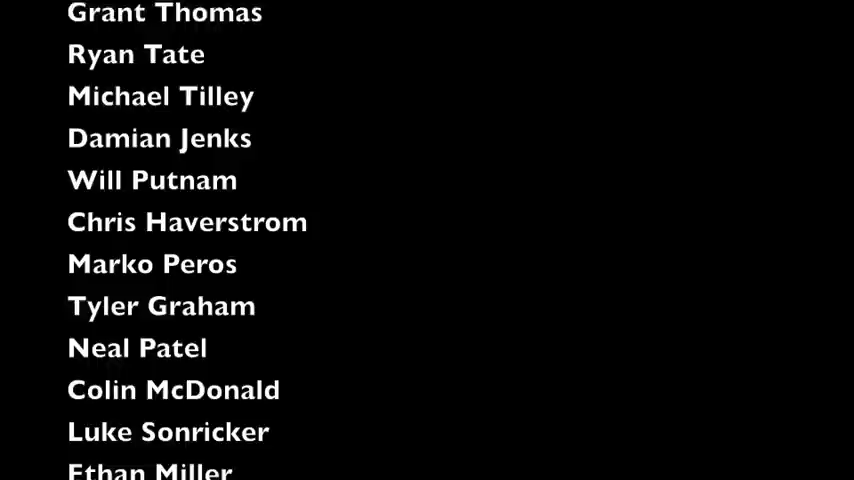 Grant Thomas
Ryan Tate
Michael Tilley
Damian Jenks
Will Putnam
Chris Haverstrom
Marko Peros
Tyler Graham
Neal Patel
Colin McDonald
Luke Sonricker
Ethan Miller